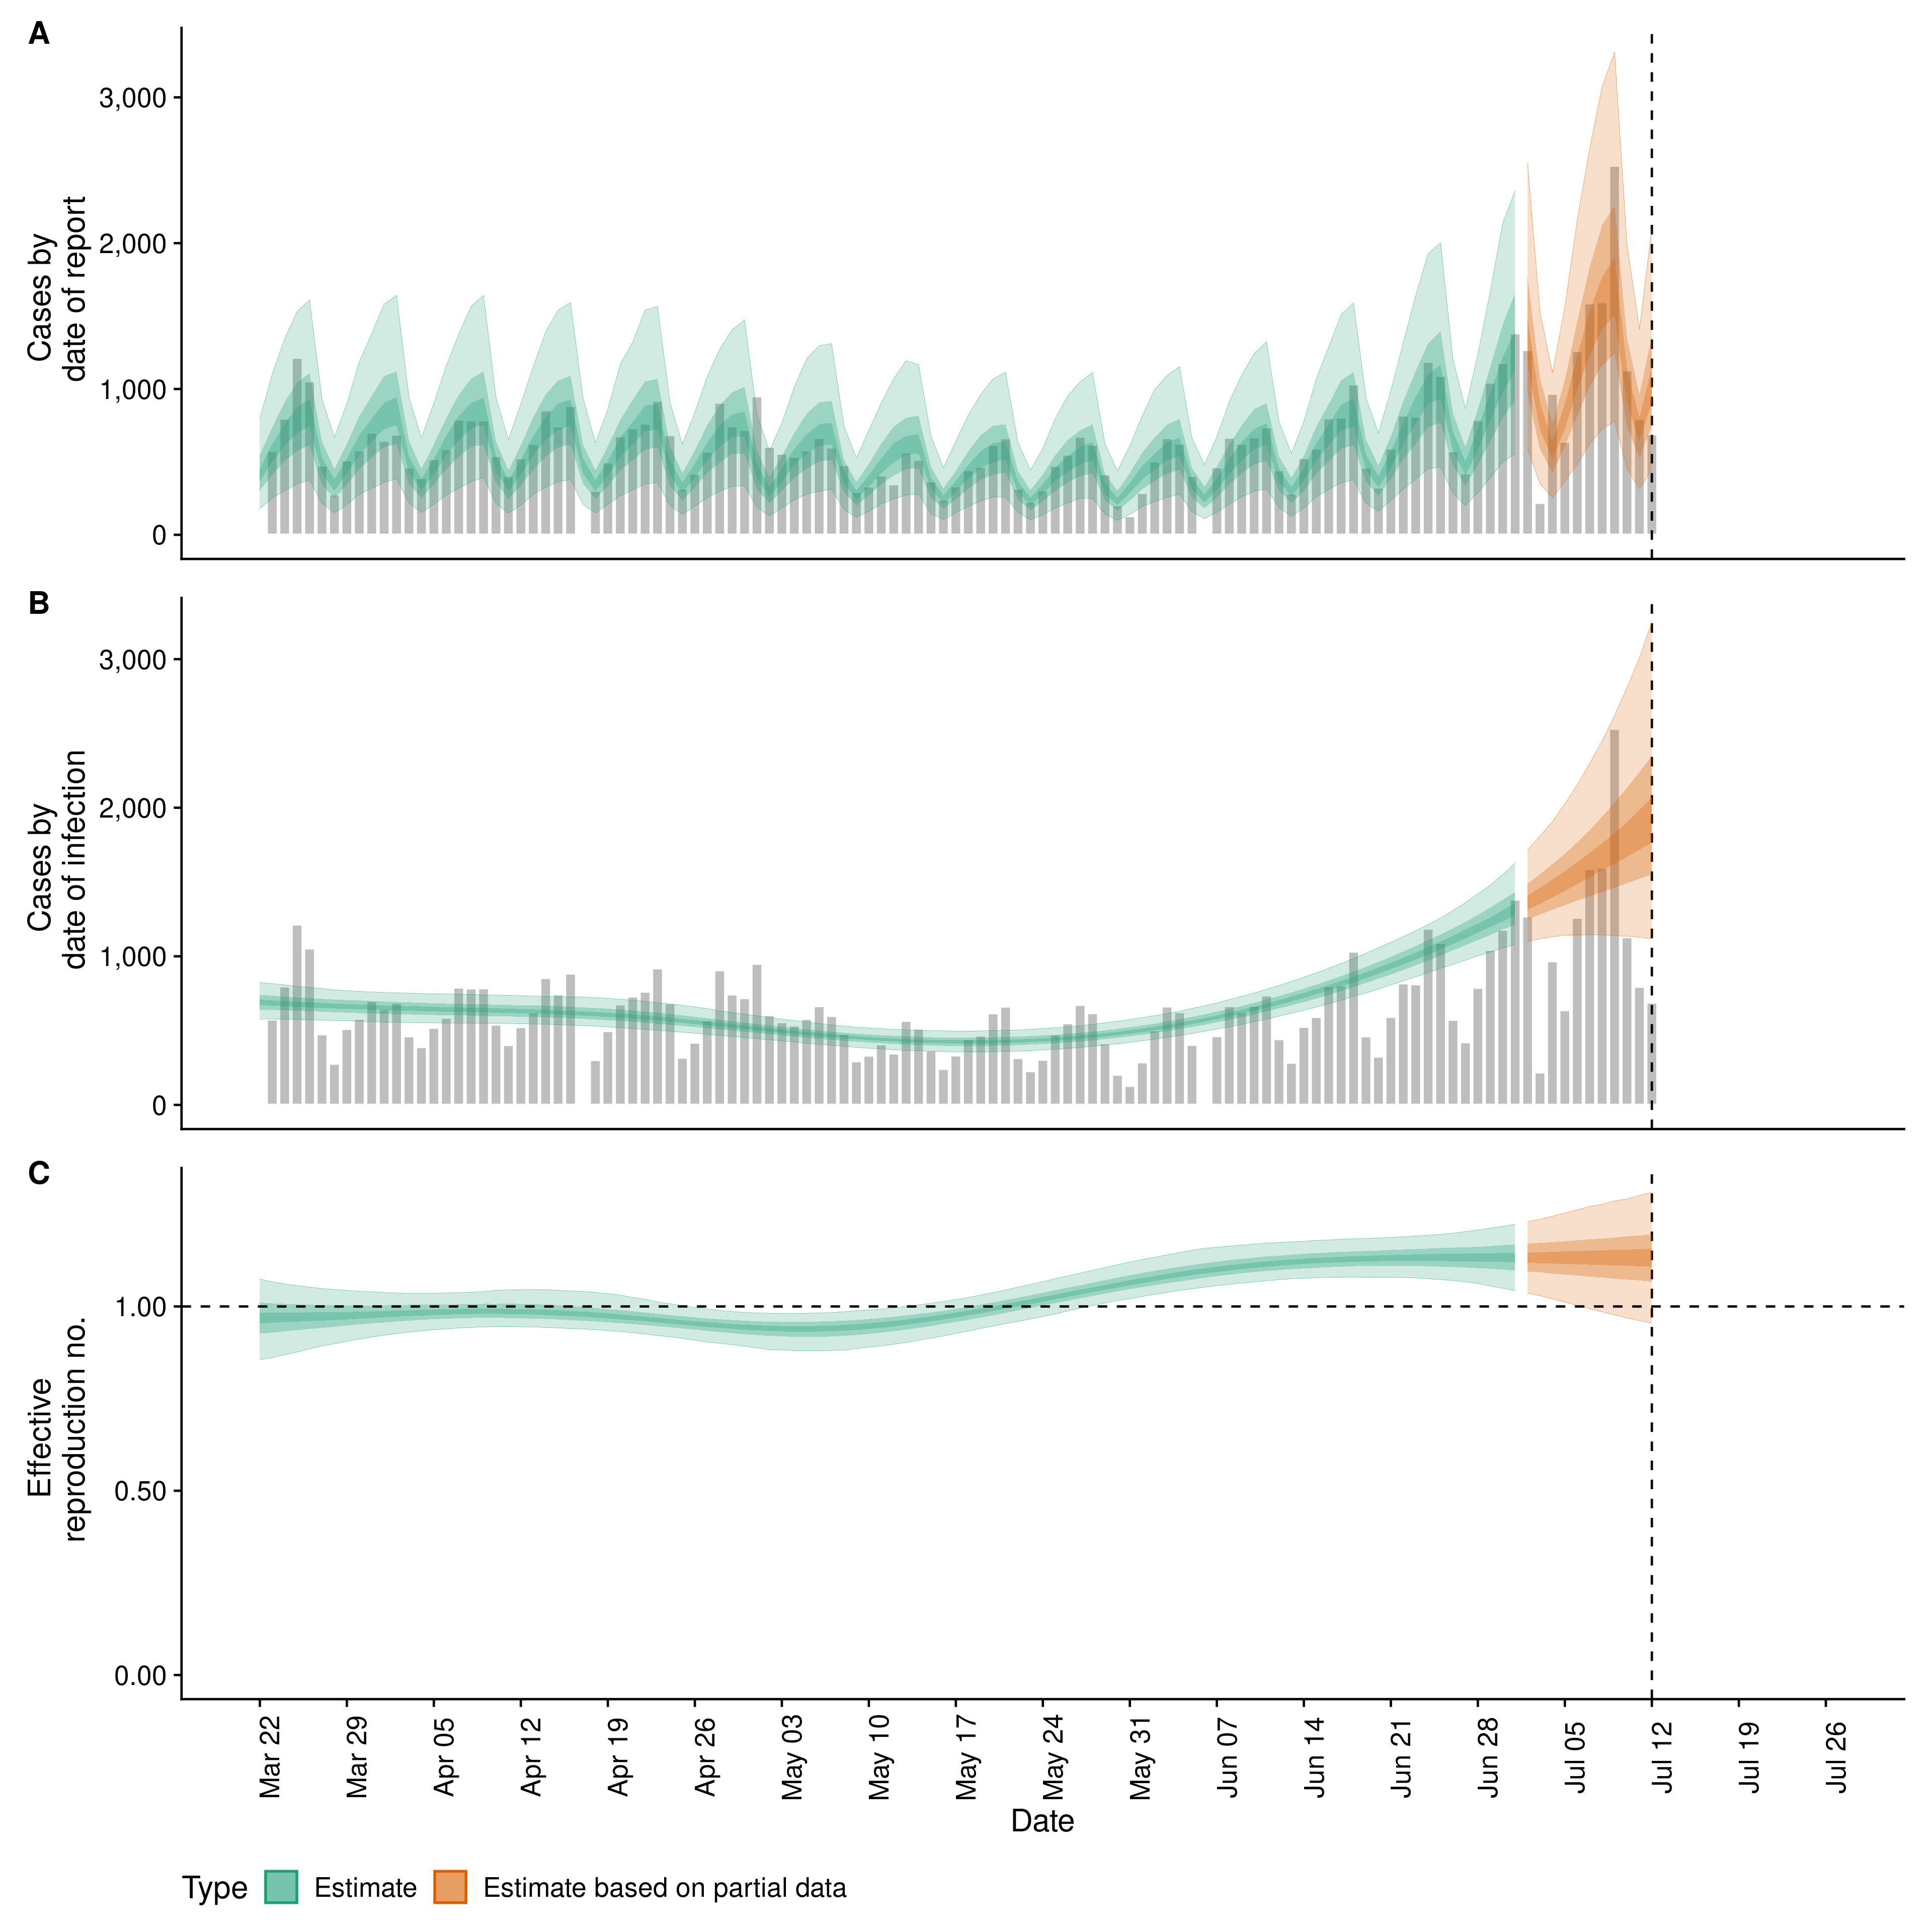 A
Cases by
date of report
3,000
2,000
1,000
0
B
Cases by
date of infection
3,000
2,000
1,000
0
C
Effective
reproduction no.
1.00
0.50
0.00
Mar 22
Mar 29
Apr 05
Apr 12
Apr 19
Apr 26
May 03
May 10
May 17
May 24
May 31
Jun 07
Jun 14
Jun 21
Jun 28
Jul 05
Jul 12
Jul 19
Jul 26
Date
Type Estimate Estimate based on partial data